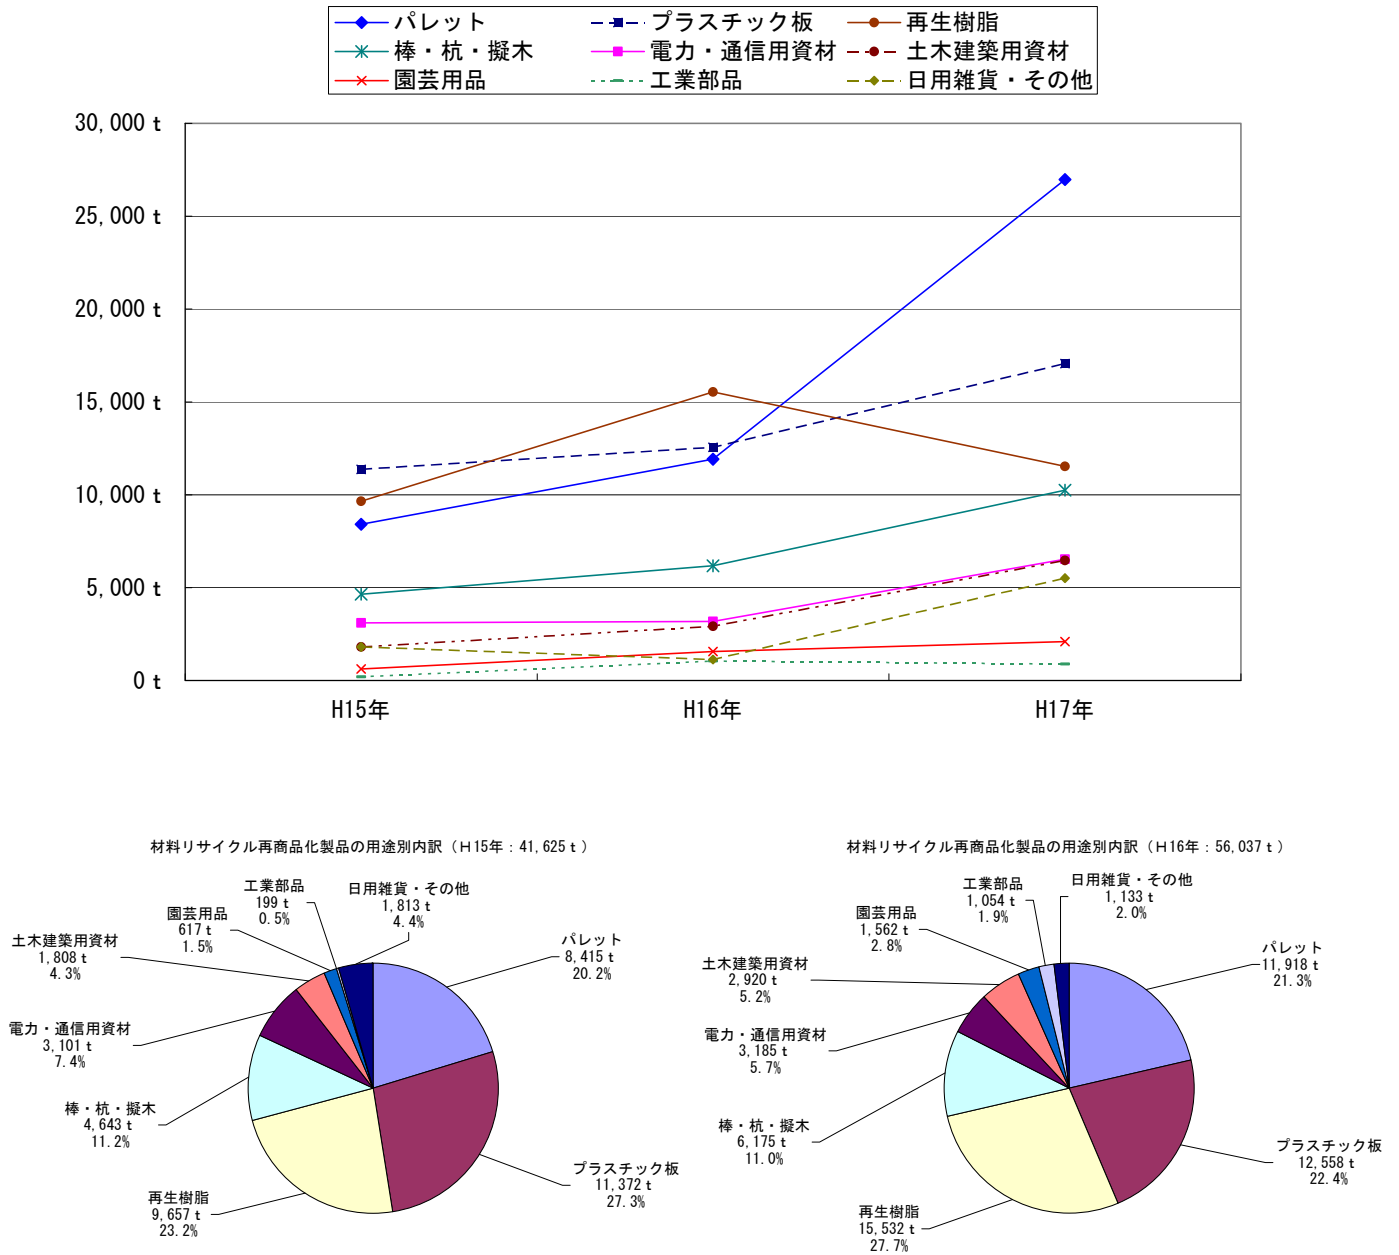 パレット プラスチック板 再生樹脂
棒・杭・擬木 電力・通信用資材 土木建築用資材
園芸用品 工業部品 日用雑貨・その他
30,000 t
25,000 t
20,000 t
15,000 t
10,000 t
5,000 t
0 t
H15年 H16年 H17年
材料リサイクル再商品化製品の用途別内訳（H15年：41,625 t）
工業部品
199 t
0.5%
日用雑貨・その他
1,813 t
4.4%
園芸用品
617 t
1.5%
土木建築用資材
1,808 t
4.3%
パレット
8,415 t
20.2%
電力・通信用資材
3,101 t
7.4%
棒・杭・擬木
4,643 t
11.2%
プラスチック板
11,372 t
27.3%
再生樹脂
9,657 t
23.2%
材料リサイクル再商品化製品の用途別内訳（H16年：56,037 t）
工業部品
1,054 t
1.9%
日用雑貨・その他
1,133 t
2.0%
園芸用品
1,562 t
2.8%
土木建築用資材
2,920 t
5.2%
パレット
11,918 t
21.3%
電力・通信用資材
3,185 t
5.7%
棒・杭・擬木
6,175 t
11.0%
プラスチック板
12,558 t
22.4%
再生樹脂
15,532 t
27.7%